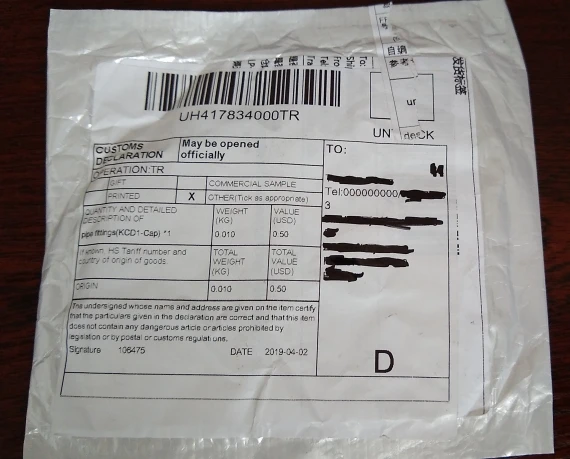 自编
参考
UH417834000TR
ur
UN CK
CUSTOMS DECLARATION
May be opened officially
TO:
OPERATION:TR
GIFT
COMMERCIAL SAMPLE
PRINTED
X
OTHER(Tick as appropriate)
Tel:000000000/
3
QUANTITY AND DETAILED DESCRIPTION OF
WEIGHT (KG)
VALUE (USD)
pipe fittings(KCD1-Cap) *1
0.010
0.50
If known, HS Tariff number and country of origin of goods.
TOTAL WEIGHT (KG)
TOTAL VALUE (USD)
ORIGIN
0.010
0.50
The undersigned whose name and address are given on the item certify
that the particulars given in the declaration are correct and that this item
does not contain any dangerous article or articles prohibited by
legislation or by postal or customs regulations.
Signature 106475 DATE 2019-04-02
D